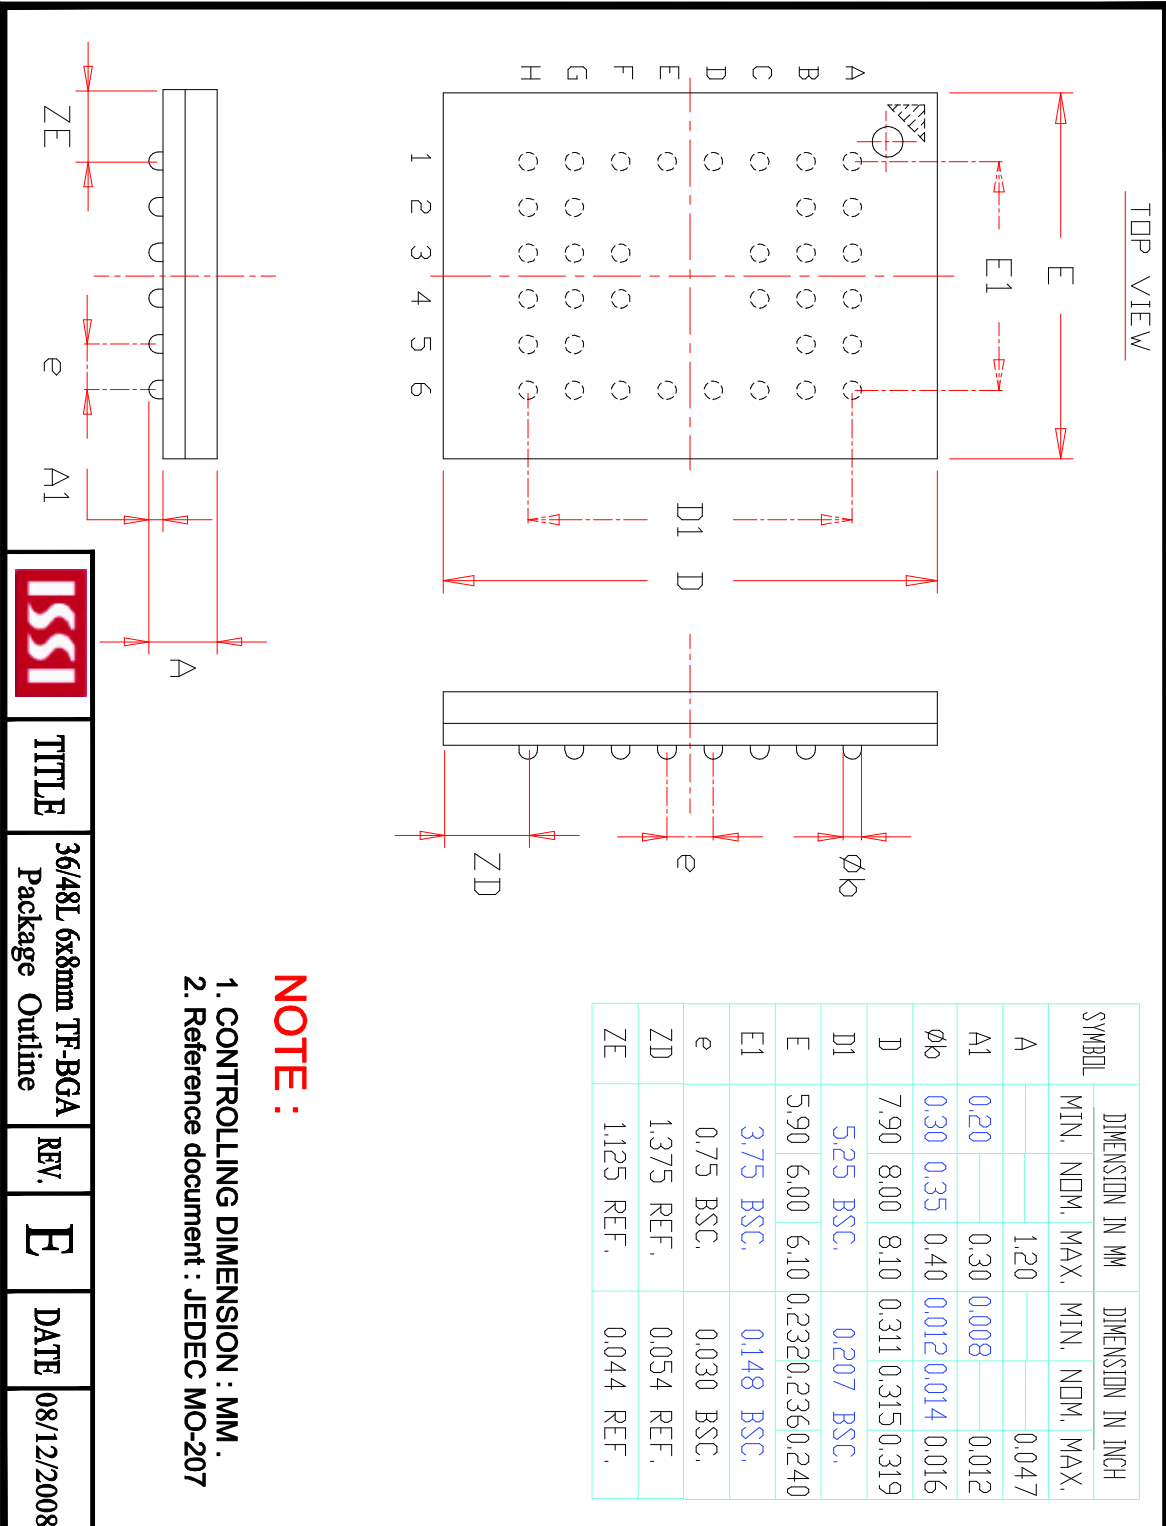 TOP VIEW
A B C D E F G H
1 2 3 4 5 6
E
E1
D1
D
ZE
e
A1
A
Øb
e
ZD
SYMBOL DIMENSION IN MM DIMENSION IN INCH
MIN. NOM. MAX. MIN. NOM. MAX.
A 1.20 0.047
A1 0.20 0.30 0.008 0.012
Øb 0.30 0.35 0.40 0.012 0.014 0.016
D 7.90 8.00 8.10 0.311 0.315 0.319
D1 5.25 BSC. 0.207 BSC.
E 5.90 6.00 6.10 0.232 0.236 0.240
E1 3.75 BSC. 0.148 BSC.
e 0.75 BSC. 0.030 BSC.
ZD 1.375 REF. 0.054 REF.
ZE 1.125 REF. 0.044 REF.
NOTE :
1. CONTROLLING DIMENSION : MM .
2. Reference document : JEDEC MO-207
ISSI
TITLE
36/48L 6x8mm TF-BGA
Package Outline
REV.
E
DATE
08/12/2008